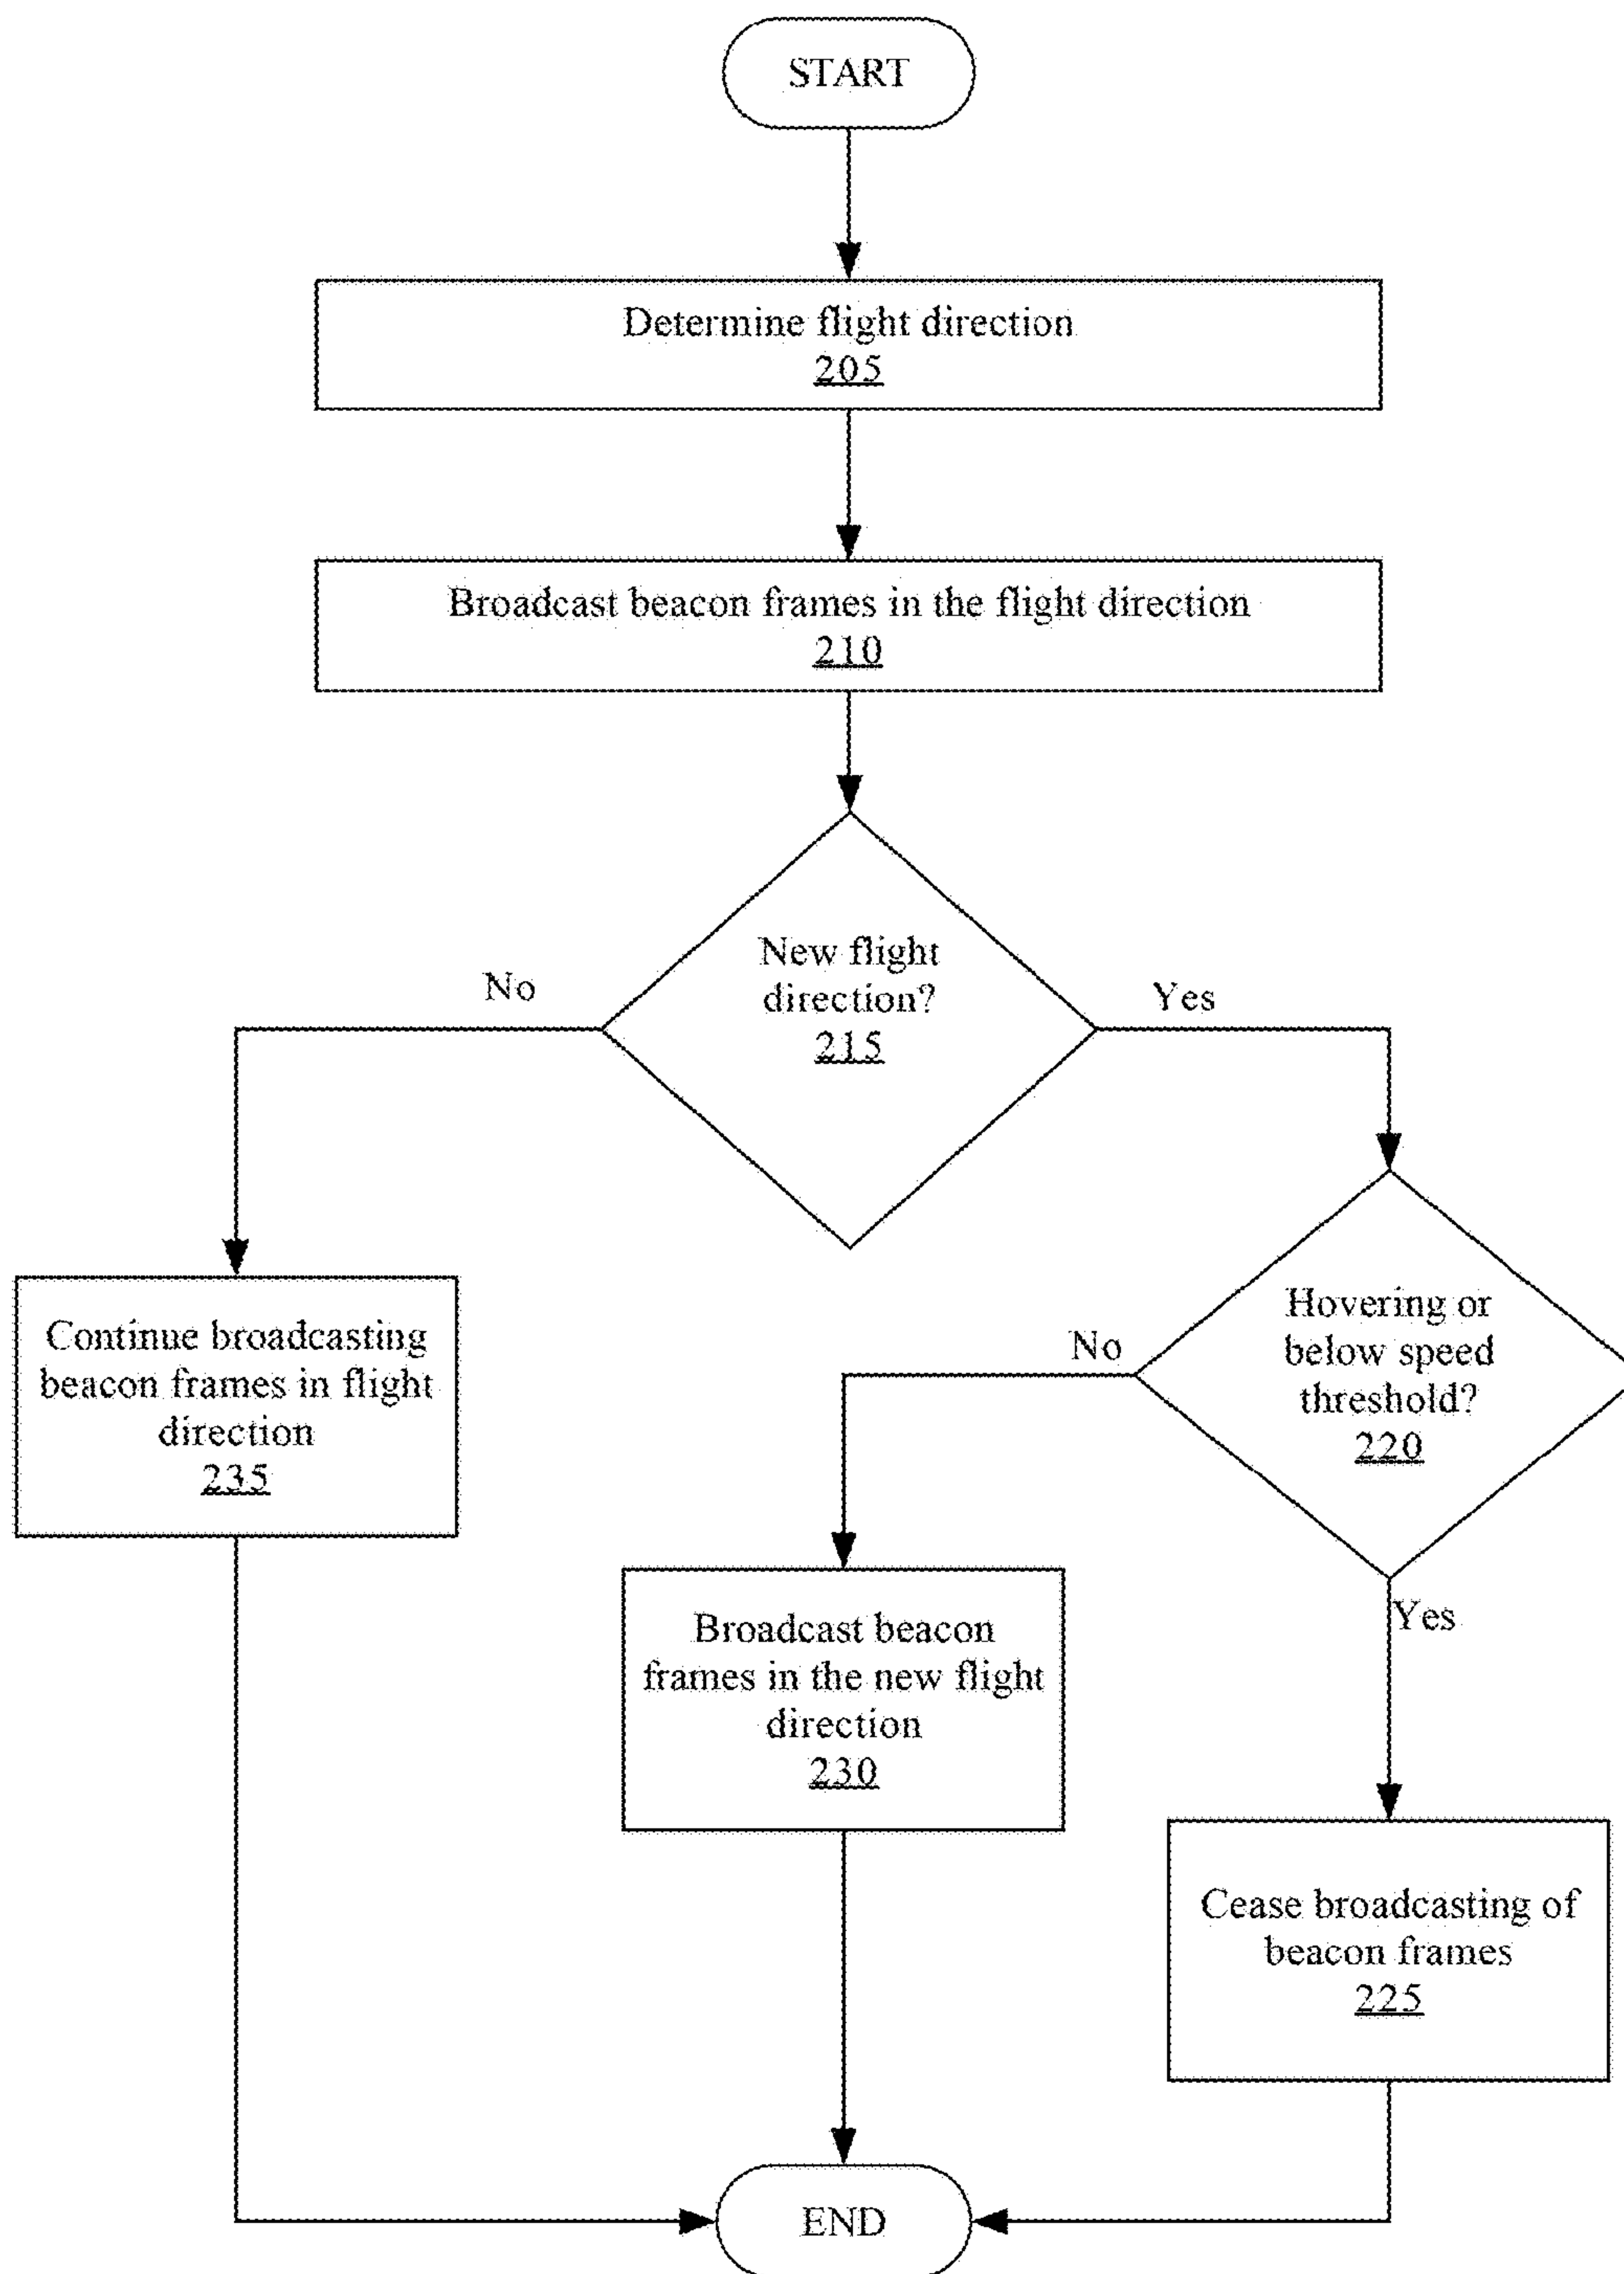 START
Determine flight direction
205
Broadcast beacon frames in the flight direction
210
New flight
direction?
215
No
Yes
Hovering or
below speed
threshold?
220
No
Yes
Continue broadcasting
beacon frames in flight
direction
235
Broadcast beacon
frames in the new flight
direction
230
Cease broadcasting of
beacon frames
225
END